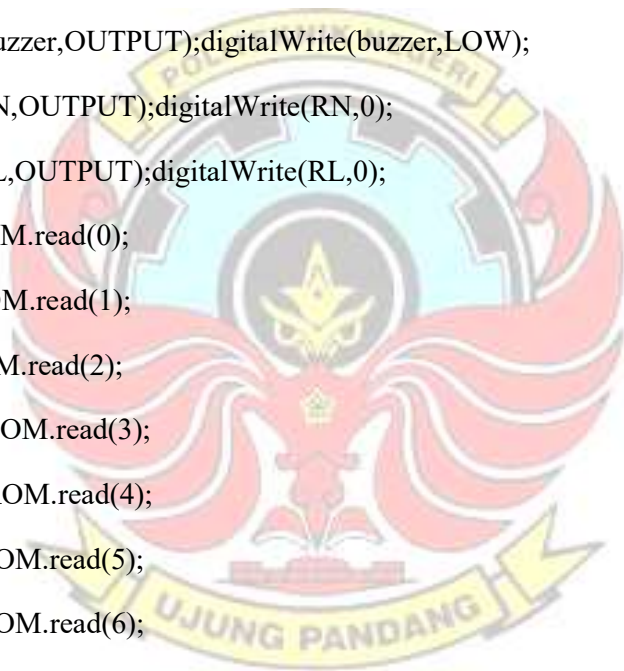 uzzer,OUTPUT);digitalWrite(buzzer,LOW);
N,OUTPUT);digitalWrite(RN,0);
L,OUTPUT);digitalWrite(RL,0);
M.read(0);
OM.read(1);
M.read(2);
OM.read(3);
OM.read(4);
OM.read(5);
OM.read(6);
UJUNG PANDANG